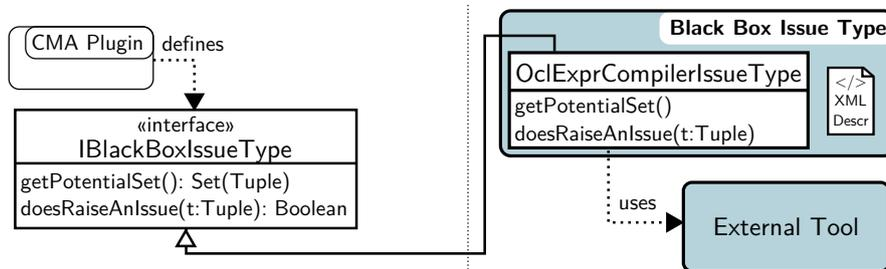 CMA Plugin
defines
«interface»
IBlackBoxIssueType
getPotentialSet(): Set(Tuple)
doesRaiseAnIssue(t:Tuple): Boolean
Black Box Issue Type
OclExprCompilerIssueType
getPotentialSet()
doesRaiseAnIssue(t:Tuple)
</>
XML
Descr
uses
External Tool